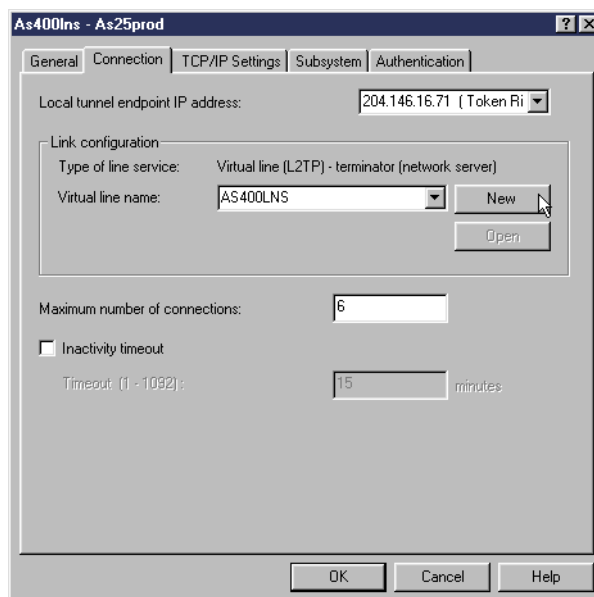 As400lns - As25prod
General Connection TCP/IP Settings Subsystem Authentication
Local tunnel endpoint IP address: 204.146.16.71 ( Token Ri
Link configuration
Type of line service: Virtual line (L2TP) - terminator (network server)
Virtual line name: AS400LNS New
Open
Maximum number of connections: 6
Inactivity timeout
Timeout (1 - 1092) : 15 minutes
OK Cancel Help